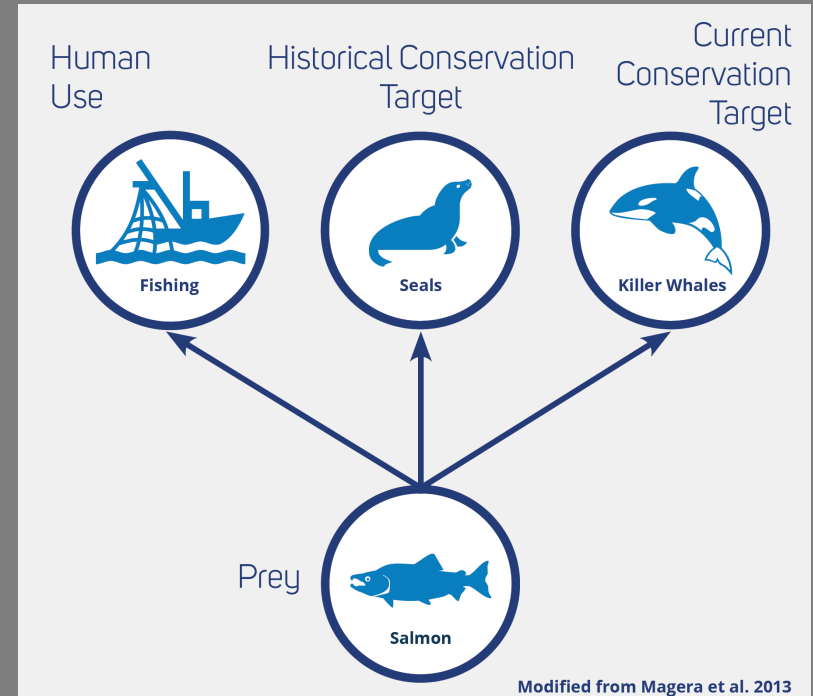 Human
Use
Historical Conservation
Target
Current
Conservation
Target
Fishing
Seals
Killer Whales
Prey
Salmon
Modified from Magera et al. 2013